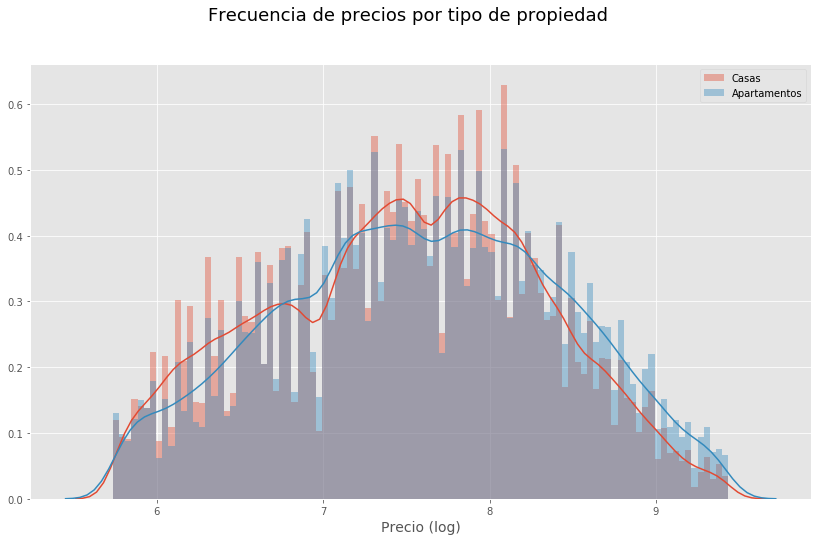 Frecuencia de precios por tipo de propiedad
Casas
Apartamentos
0.6
0.5
0.4
0.3
0.2
0.1
0.0
6 7 8 9
Precio (log)